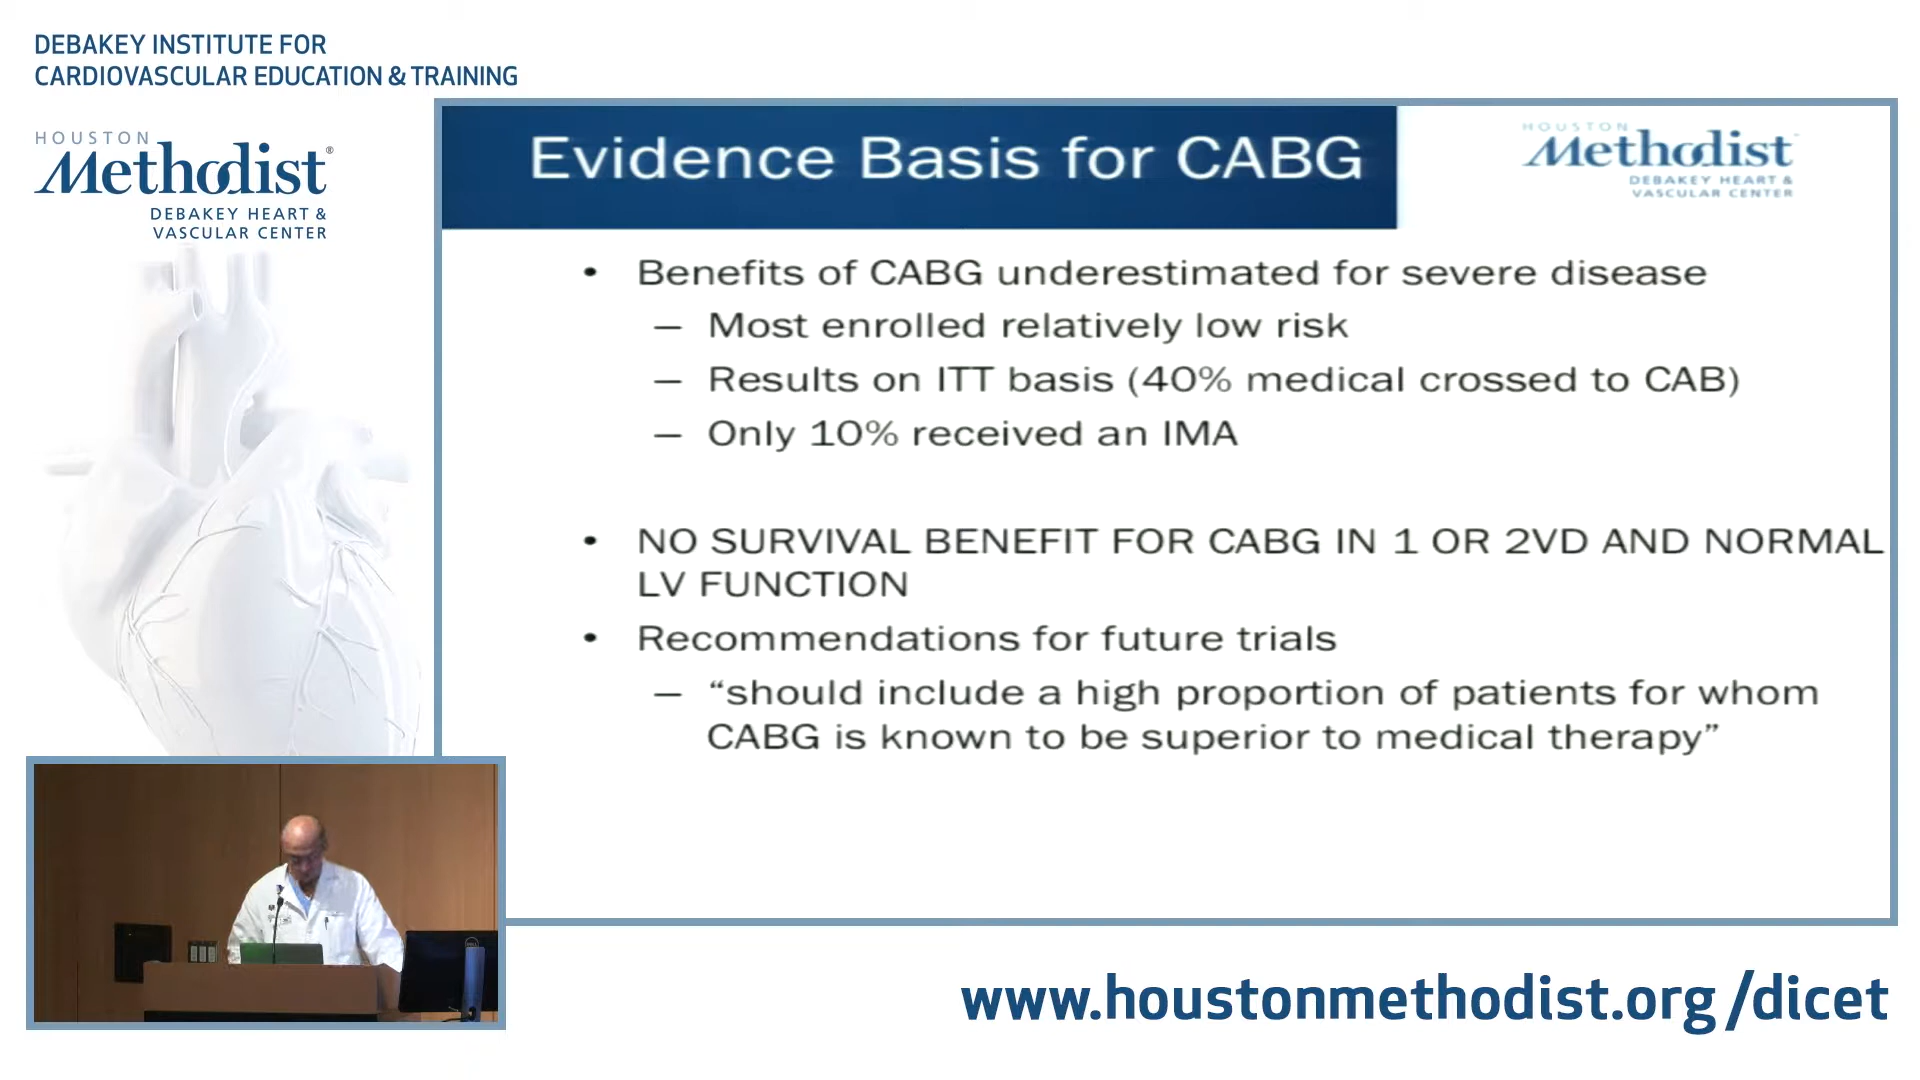 DEBAKEY INSTITUTE FOR
CARDIOVASCULAR EDUCATION & TRAINING
HOUSTON
Methodist®
DEBAKEY HEART &
VASCULAR CENTER
Evidence Basis for CABG
HOUSTON
Methodist
DEBAKEY HEART &
VASCULAR CENTER
• Benefits of CABG underestimated for severe disease
– Most enrolled relatively low risk
– Results on ITT basis (40% medical crossed to CAB)
– Only 10% received an IMA
• NO SURVIVAL BENEFIT FOR CABG IN 1 OR 2VD AND NORMAL
LV FUNCTION
• Recommendations for future trials
– “should include a high proportion of patients for whom
CABG is known to be superior to medical therapy”
DELL
www.houstonmethodist.org/dicet